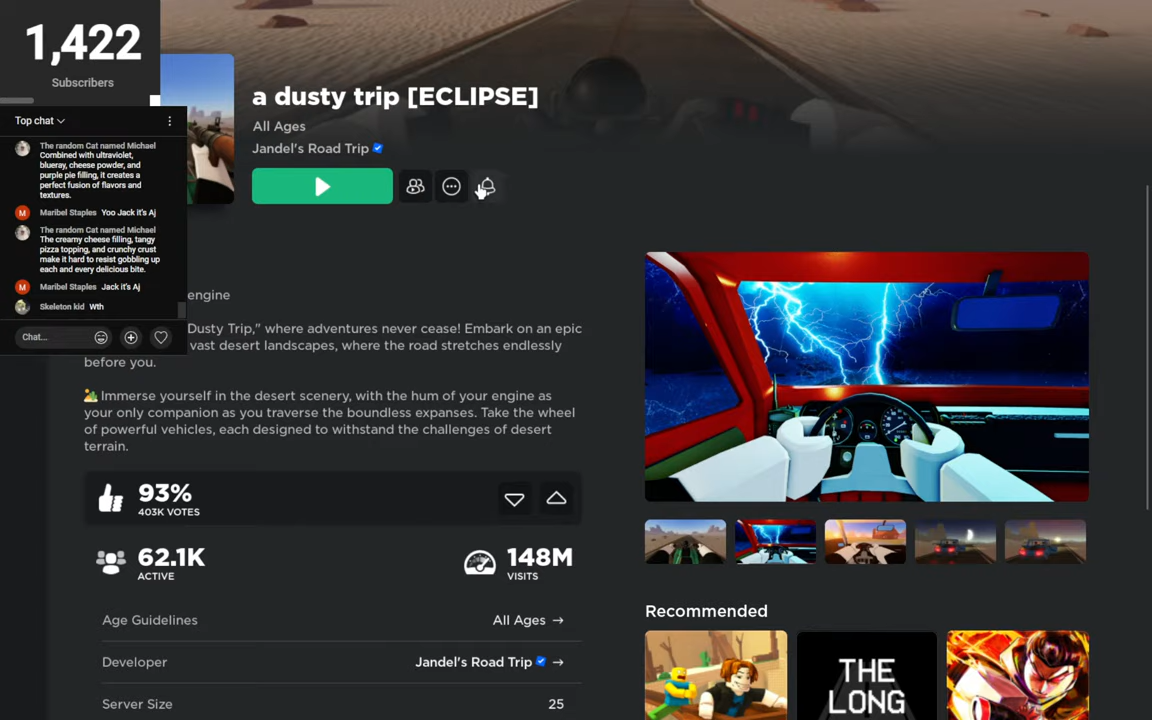 1,422
Subscribers
Top chat
The random Cat named Michael
Combined with ultraviolet,
blueray, cheese powder, and
purple pie filling, it creates a
perfect fusion of flavors and
textures.
M Maribel Staples Yoo Jack it's Aj
The random Cat named Michael
The creamy cheese filling, tangy
pizza topping, and crunchy crust
make it hard to resist gobbling up
each and every delicious bite.
M Maribel Staples Jack it's Aj
Skeleton kid Wth
Chat...
a dusty trip [ECLIPSE]
All Ages
Jandel's Road Trip
engine
Dusty Trip," where adventures never cease! Embark on an epic
vast desert landscapes, where the road stretches endlessly
before you.
Immerse yourself in the desert scenery, with the hum of your engine as
your only companion as you traverse the boundless expanses. Take the wheel
of powerful vehicles, each designed to withstand the challenges of desert
terrain.
93%
403K VOTES
62.1K
ACTIVE
148M
VISITS
Age Guidelines All Ages →
Developer Jandel's Road Trip →
Server Size 25
Recommended
THE
LONG